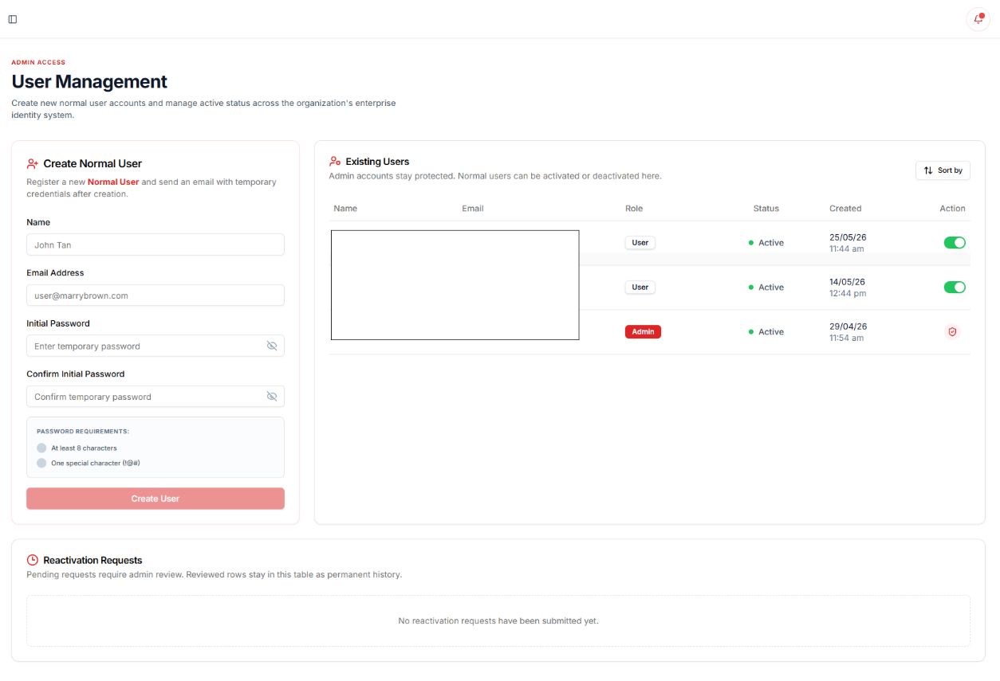 ADMIN ACCESS
User Management
Create new normal user accounts and manage active status across the organization's enterprise
identity system.
Create Normal User
Register a new Normal User and send an email with temporary
credentials after creation.
Name
John Tan
Email Address
user@marrybrown.com
Initial Password
Enter temporary password
Confirm Initial Password
Confirm temporary password
PASSWORD REQUIREMENTS:
At least 8 characters
One special character (!@#)
Create User
Existing Users
Admin accounts stay protected. Normal users can be activated or deactivated here.
Sort by
Name Email Role Status Created Action
User Active 25/05/26
11:44 am
User Active 14/05/26
12:44 pm
Admin Active 29/04/26
11:54 am
Reactivation Requests
Pending requests require admin review. Reviewed rows stay in this table as permanent history.
No reactivation requests have been submitted yet.